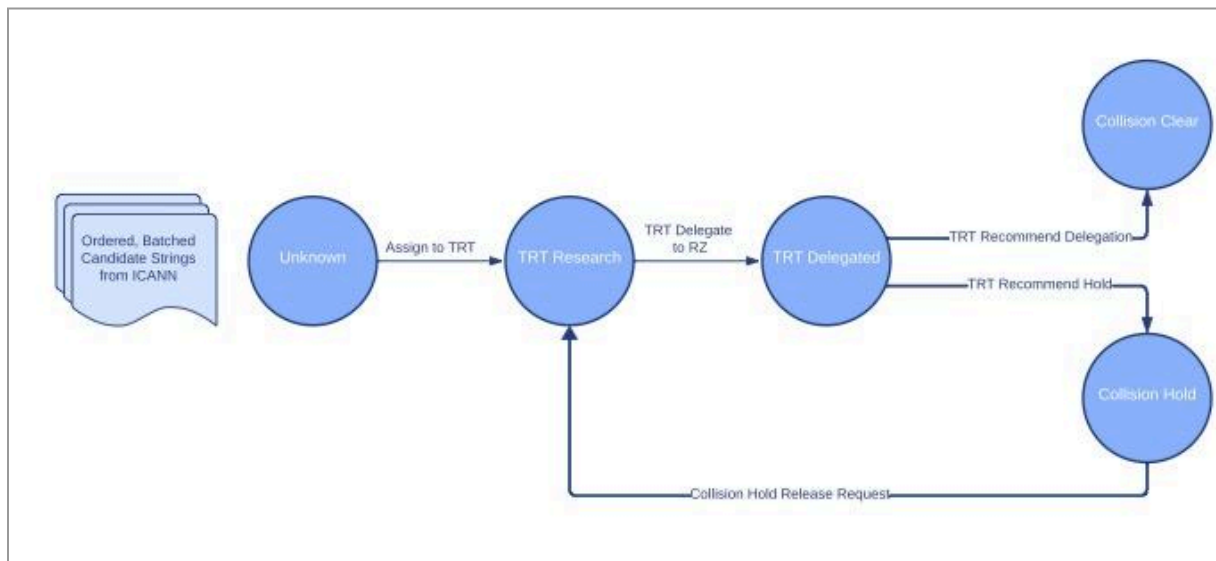 Ordered, Batched
Candidate Strings
from ICANN
Unknown
Assign to TRT
TRT Research
TRT Delegate
to RZ
TRT Delegated
TRT Recommend Delegation
Collision Clear
TRT Recommend Hold
Collision Hold
Collision Hold Release Request